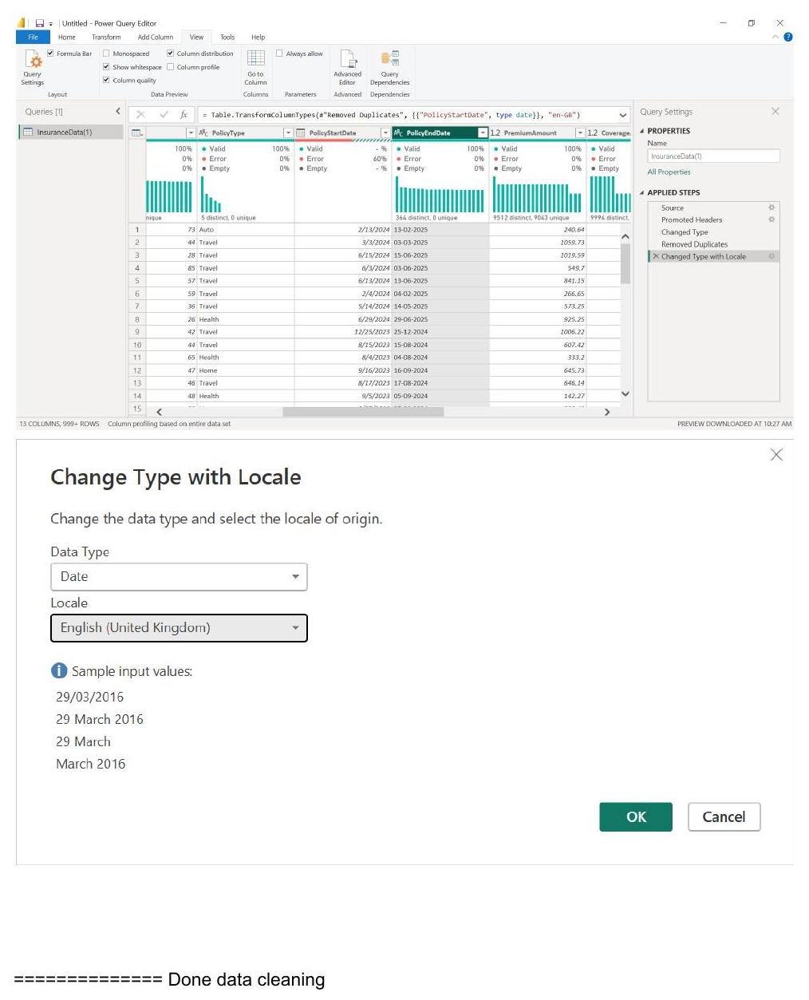 Untitled - Power Query Editor
File Home Transform Add Column View Tools Help
Formula Bar Monospaced Column distribution Always allow
Show whitespace Column profile
Column quality
Query Settings Go to Column Advanced Editor Query Dependencies
Layout Data Preview Columns Parameters Advanced Dependencies
Queries [1]
InsuranceData(1)
fx = Table.TransformColumnTypes(#"Removed Duplicates", {{"PolicyStartDate", type date}}, "en-GB")
PolicyType PolicyStartDate PolicyEndDate 1.2 PremiumAmount 1.2 Coverage
100% Valid 100% Valid - % Valid 100% Valid 100% Valid
0% Error 0% Error 60% Error 0% Error 0% Error
0% Empty 0% Empty - % Empty 0% Empty 0% Empty
nique 5 distinct, 0 unique 364 distinct, 0 unique 9512 distinct, 9043 unique 9994 distinct,
1 73 Auto 2/13/2024 13-02-2025 240.64
2 44 Travel 3/3/2024 03-03-2025 1059.73
3 28 Travel 6/15/2024 15-06-2025 1019.59
4 85 Travel 6/3/2024 03-06-2025 549.7
5 57 Travel 6/13/2024 13-06-2025 841.15
6 59 Travel 2/4/2024 04-02-2025 266.65
7 36 Travel 5/14/2024 14-05-2025 573.25
8 26 Health 6/29/2024 29-06-2025 925.25
9 42 Travel 12/25/2023 25-12-2024 1006.22
10 44 Travel 8/15/2023 15-08-2024 607.42
11 65 Health 8/4/2023 04-08-2024 333.2
12 47 Home 9/16/2023 16-09-2024 645.73
13 46 Travel 8/17/2023 17-08-2024 646.14
14 48 Health 9/5/2023 05-09-2024 142.27
15
Query Settings
PROPERTIES
Name
InsuranceData(1)
All Properties
APPLIED STEPS
Source
Promoted Headers
Changed Type
Removed Duplicates
Changed Type with Locale
13 COLUMNS, 999+ ROWS Column profiling based on entire data set PREVIEW DOWNLOADED AT 10:27 AM
Change Type with Locale
Change the data type and select the locale of origin.
Data Type
Date
Locale
English (United Kingdom)
Sample input values:
29/03/2016
29 March 2016
29 March
March 2016
OK Cancel
============== Done data cleaning